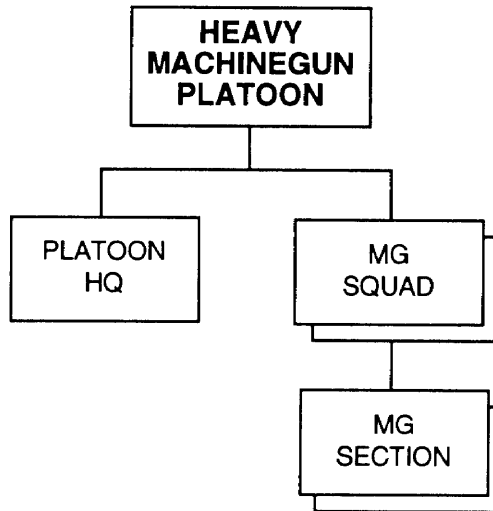 HEAVY
MACHINEGUN
PLATOON
PLATOON
HQ
MG
SQUAD
MG
SECTION